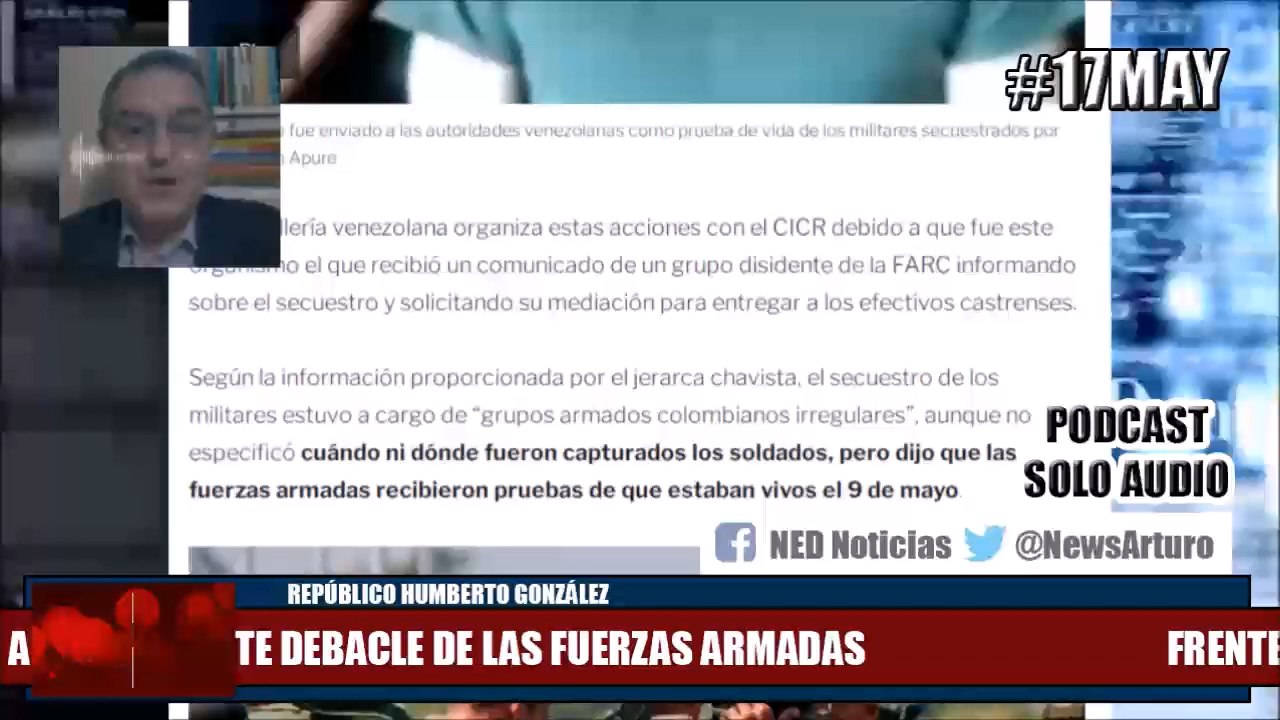 #17MAY
fue enviado a las autoridades venezolanas como prueba de vida de los militares secuestrados por
Apure
llería venezolana organiza estas acciones con el CICR debido a que fue este
organismo el que recibió un comunicado de un grupo disidente de la FARC informando
sobre el secuestro y solicitando su mediación para entregar a los efectivos castrenses.
Según la información proporcionada por el jerarca chavista, el secuestro de los
militares estuvo a cargo de “grupos armados colombianos irregulares”, aunque no
especificó cuándo ni dónde fueron capturados los soldados, pero dijo que las
fuerzas armadas recibieron pruebas de que estaban vivos el 9 de mayo.
PODCAST
SOLO AUDIO
NED Noticias @NewsArturo
REPÚBLICO HUMBERTO GONZÁLEZ
A TE DEBACLE DE LAS FUERZAS ARMADAS FRENTE